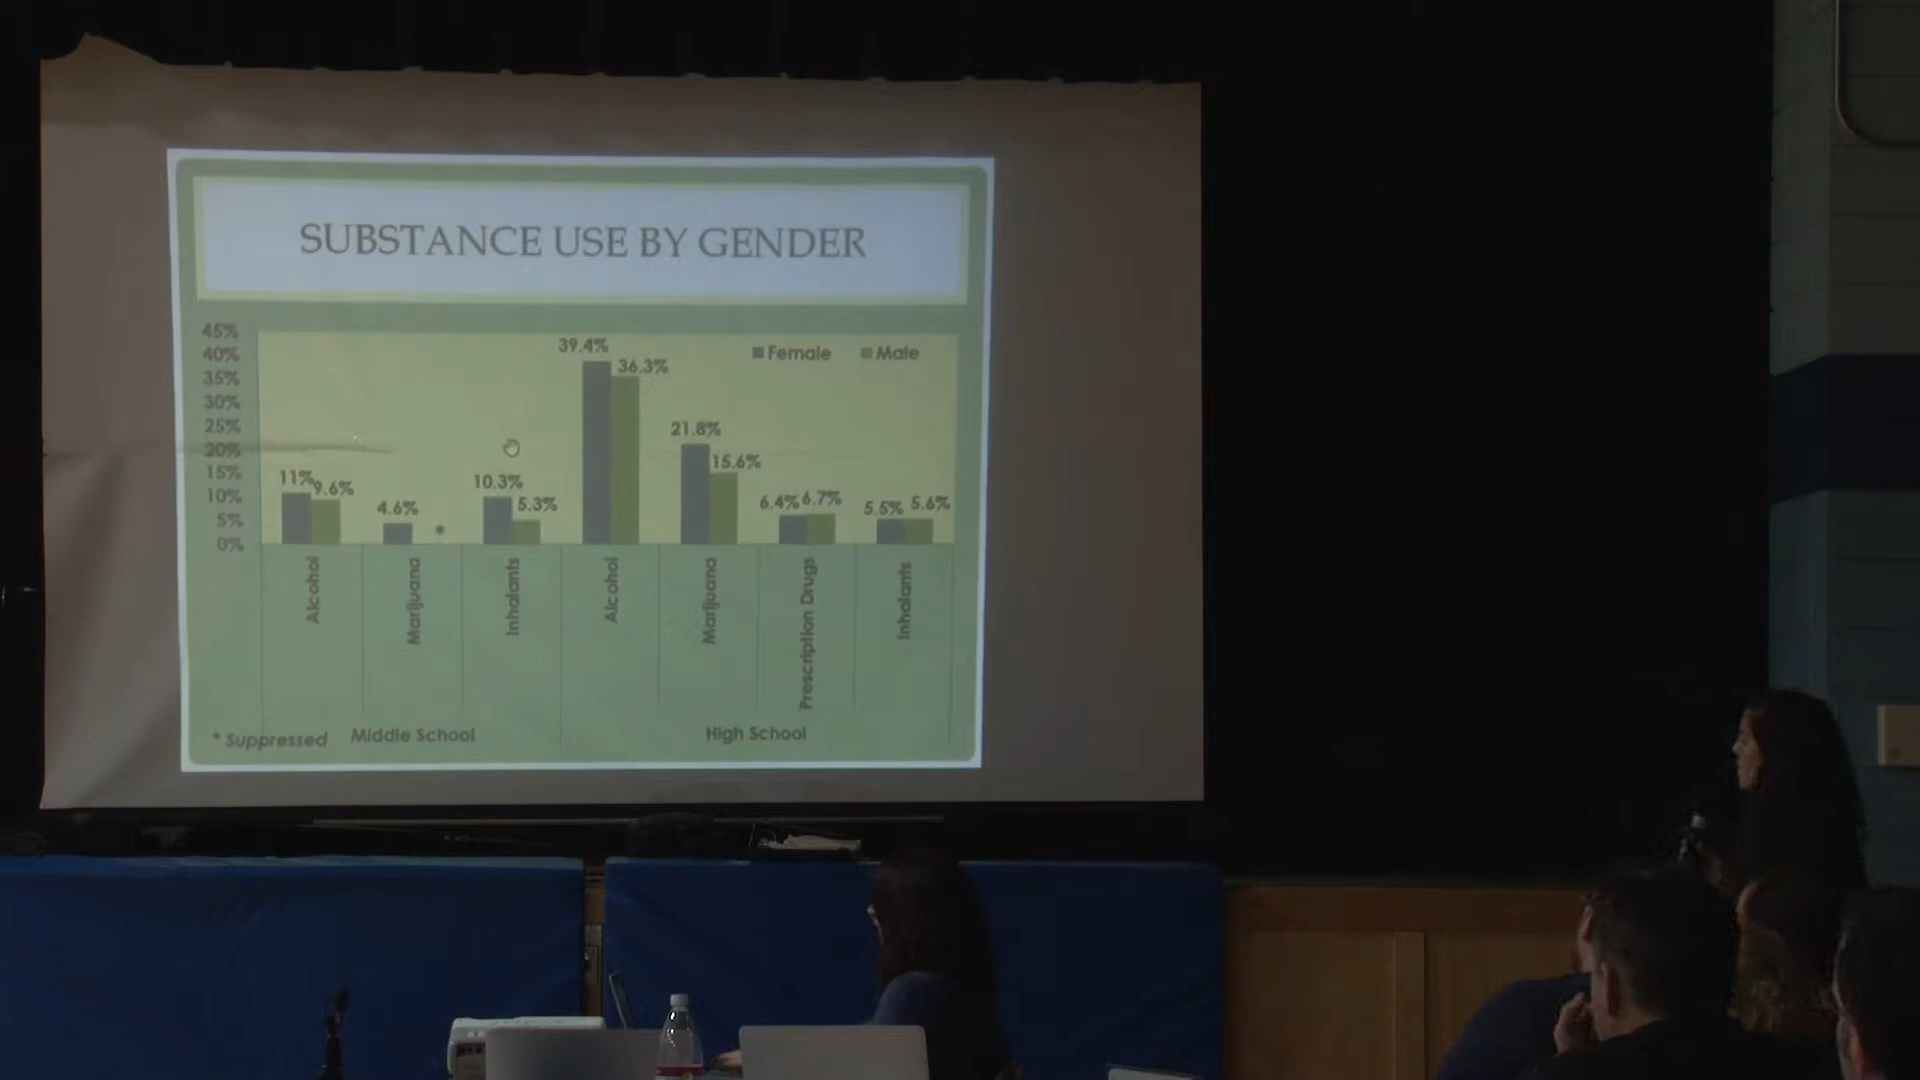 SUBSTANCE USE BY GENDER
45%
40%
35%
30%
25%
20%
15%
10%
5%
0%
Female
Male
11%
9.6%
4.6%
*
10.3%
5.3%
39.4%
36.3%
21.8%
15.6%
6.4%
6.7%
5.5%
5.6%
Alcohol
Marijuana
Inhalants
Alcohol
Marijuana
Prescription Drugs
Inhalants
* Suppressed
Middle School
High School